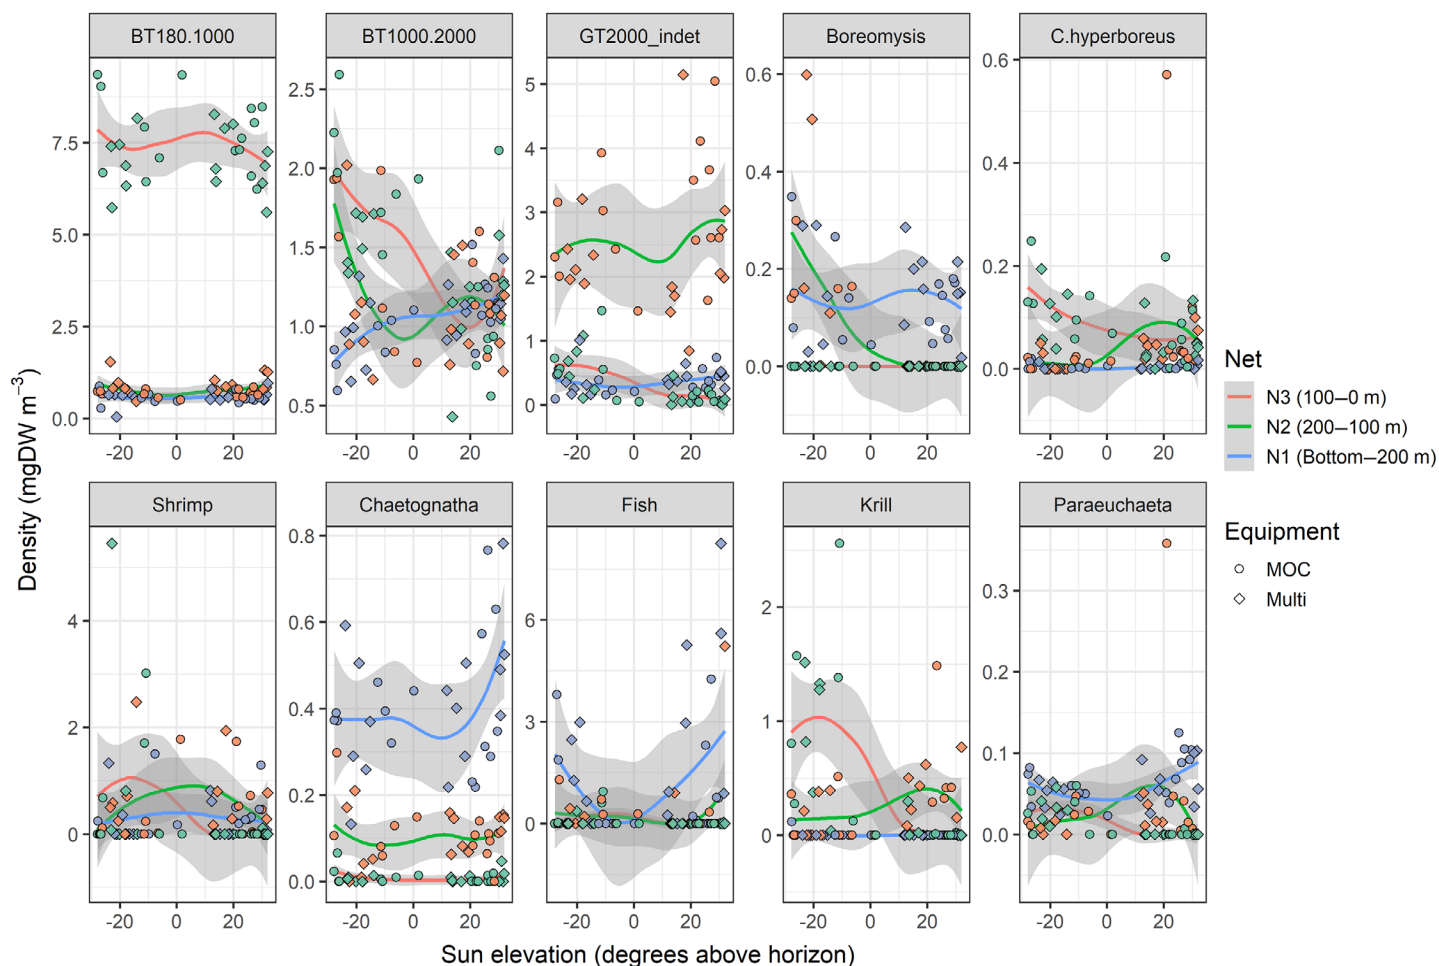 BT180.1000 BT1000.2000 GT2000_indet Boreomysis C.hyperboreus
7.5 5.0 2.5 0.0
2.5 2.0 1.5 1.0 0.5
5 4 3 2 1 0
0.6 0.4 0.2 0.0
0.6 0.4 0.2 0.0
-20 0 20 -20 0 20 -20 0 20 -20 0 20 -20 0 20
Shrimp Chaetognatha Fish Krill Paraeuchaeta
4 2 0
0.8 0.6 0.4 0.2 0.0
6 3 0
2 1 0
0.3 0.2 0.1 0.0
-20 0 20 -20 0 20 -20 0 20 -20 0 20 -20 0 20
Density (mgDW m−3)
Sun elevation (degrees above horizon)
Net
N3 (100−0 m)
N2 (200−100 m)
N1 (Bottom−200 m)
Equipment
MOC
Multi